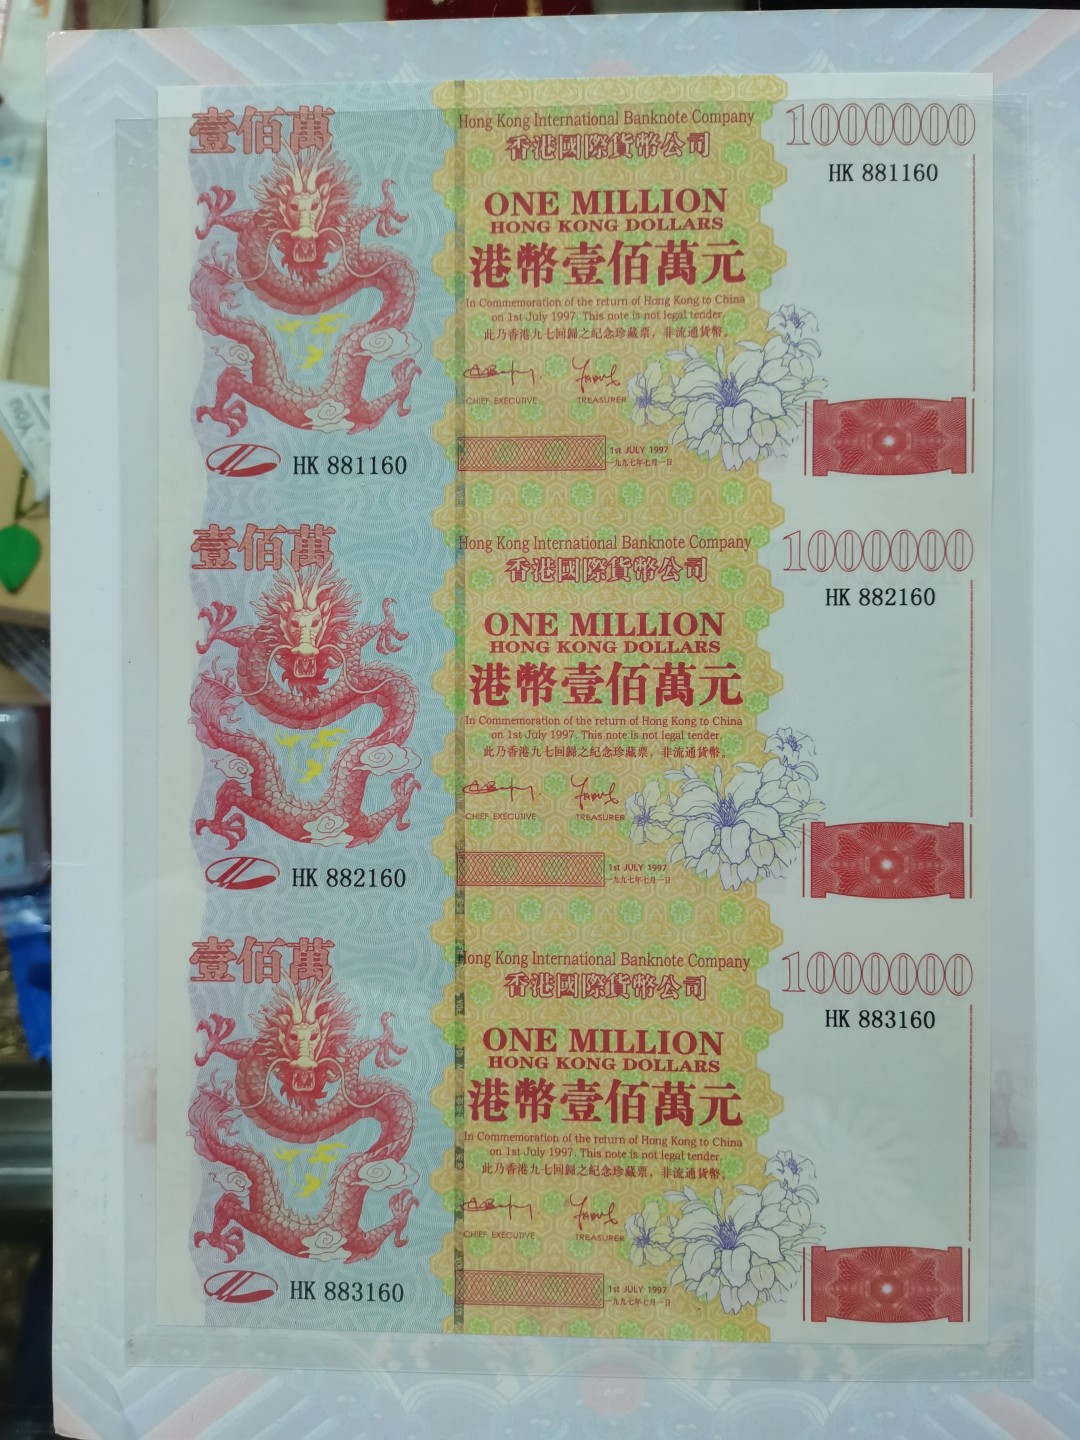 壹佰萬
Hong Kong International Banknote Company
香港國際貨幣公司
1000000
HK 881160
ONE MILLION
HONG KONG DOLLARS
港幣壹佰萬元
In Commemoration of the return of Hong Kong to China
on 1st July 1997. This note is not legal tender.
此乃香港九七回歸之紀念珍藏票，非流通貨幣。
CHIEF EXECUTIVE
TREASURER
1st JULY 1997
一九九七年七月一日
HK 881160
壹佰萬
Hong Kong International Banknote Company
香港國際貨幣公司
1000000
HK 882160
ONE MILLION
HONG KONG DOLLARS
港幣壹佰萬元
In Commemoration of the return of Hong Kong to China
on 1st July 1997. This note is not legal tender.
此乃香港九七回歸之紀念珍藏票，非流通貨幣。
CHIEF EXECUTIVE
TREASURER
1st JULY 1997
一九九七年七月一日
HK 882160
壹佰萬
Hong Kong International Banknote Company
香港國際貨幣公司
1000000
HK 883160
ONE MILLION
HONG KONG DOLLARS
港幣壹佰萬元
In Commemoration of the return of Hong Kong to China
on 1st July 1997. This note is not legal tender.
此乃香港九七回歸之紀念珍藏票，非流通貨幣。
CHIEF EXECUTIVE
TREASURER
1st JULY 1997
一九九七年七月一日
HK 883160